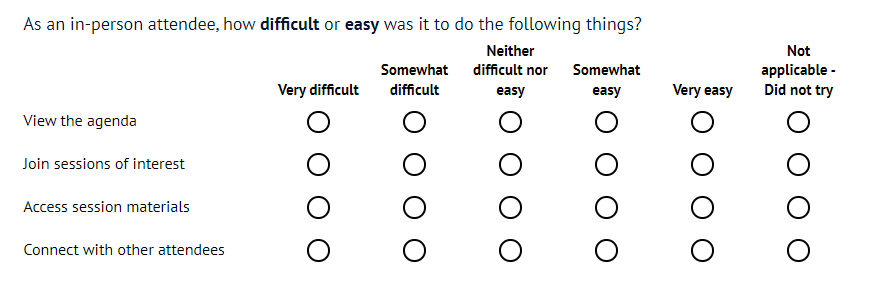 As an in-person attendee, how difficult or easy was it to do the following things?
Very difficult
Somewhat
difficult
Neither
difficult nor
easy
Somewhat
easy
Very easy
Not
applicable -
Did not try
View the agenda
Join sessions of interest
Access session materials
Connect with other attendees